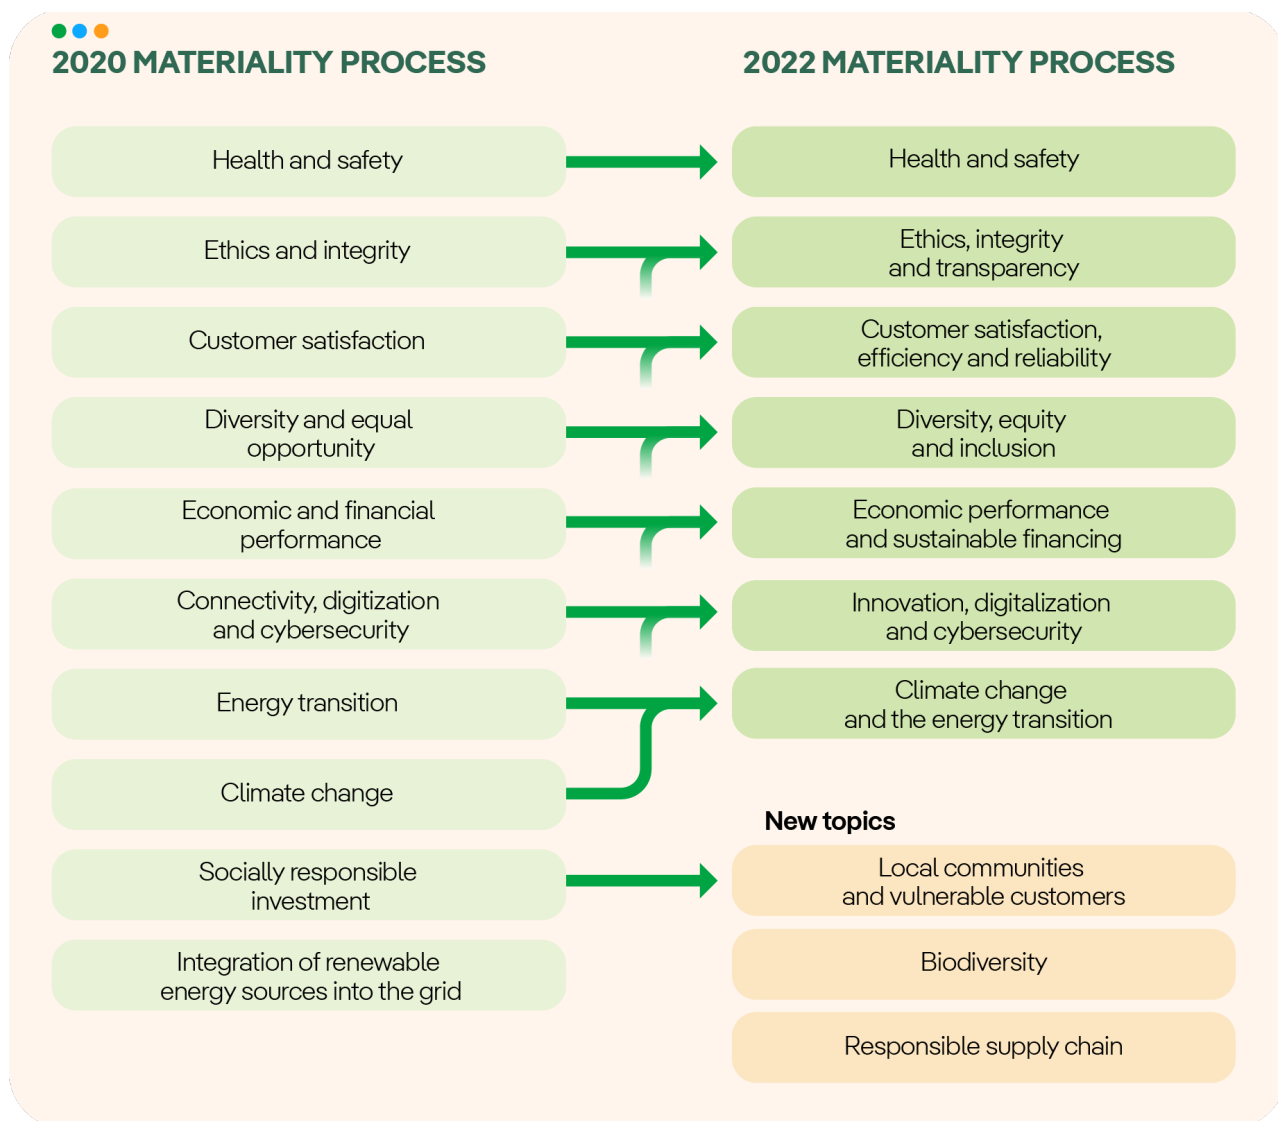 2020 MATERIALITY PROCESS
Health and safety
Ethics and integrity
Customer satisfaction
Diversity and equal
opportunity
Economic and financial
performance
Connectivity, digitization
and cybersecurity
Energy transition
Climate change
Socially responsible
investment
Integration of renewable
energy sources into the grid
2022 MATERIALITY PROCESS
Health and safety
Ethics, integrity
and transparency
Customer satisfaction,
efficiency and reliability
Diversity, equity
and inclusion
Economic performance
and sustainable financing
Innovation, digitalization
and cybersecurity
Climate change
and the energy transition
New topics
Local communities
and vulnerable customers
Biodiversity
Responsible supply chain